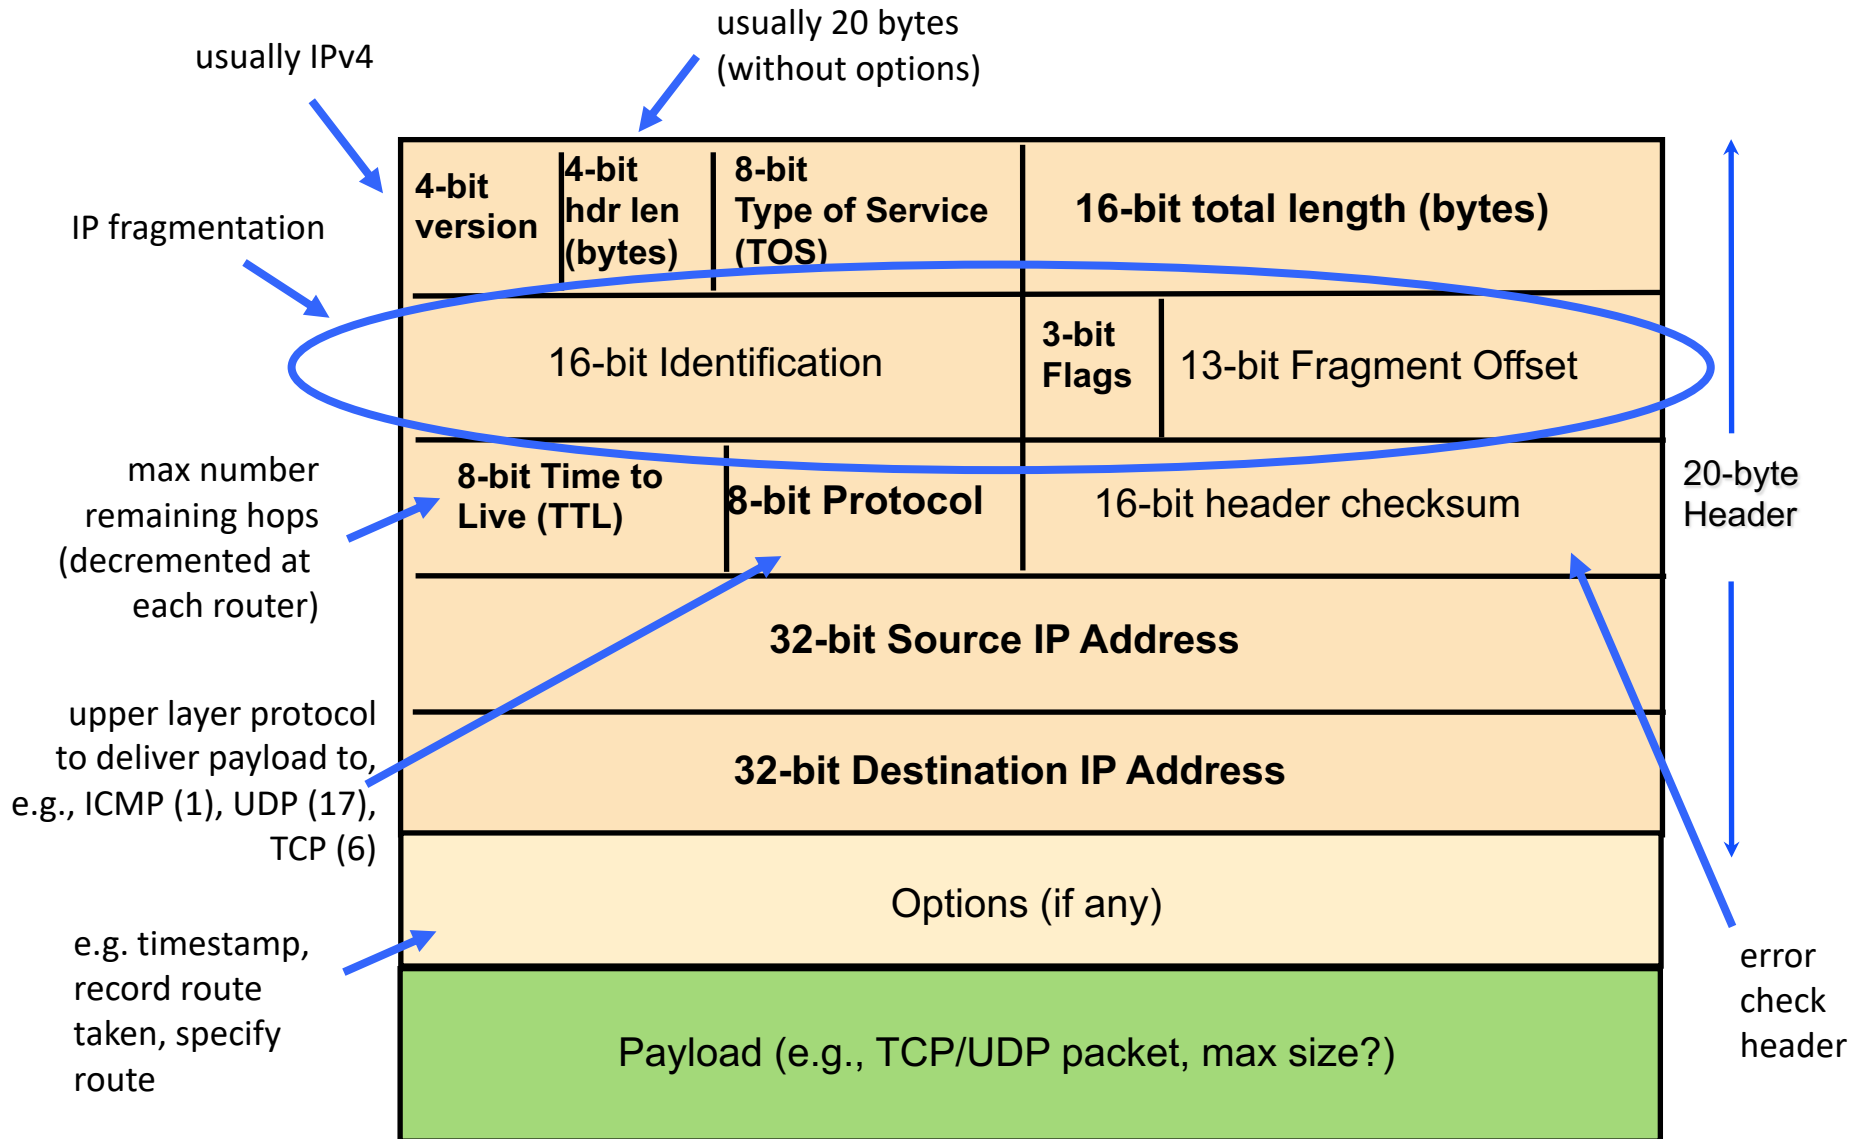 usually 20 bytes
(without options)
usually IPv4
4-bit
version
4-bit
hdr len
(bytes)
8-bit
Type of Service
(TOS)
16-bit total length (bytes)
IP fragmentation
16-bit Identification
3-bit
Flags
13-bit Fragment Offset
max number
remaining hops
(decremented at
each router)
8-bit Time to
Live (TTL)
8-bit Protocol
16-bit header checksum
20-byte
Header
32-bit Source IP Address
upper layer protocol
to deliver payload to,
e.g., ICMP (1), UDP (17),
TCP (6)
32-bit Destination IP Address
Options (if any)
e.g. timestamp,
record route
taken, specify
route
error
check
header
Payload (e.g., TCP/UDP packet, max size?)